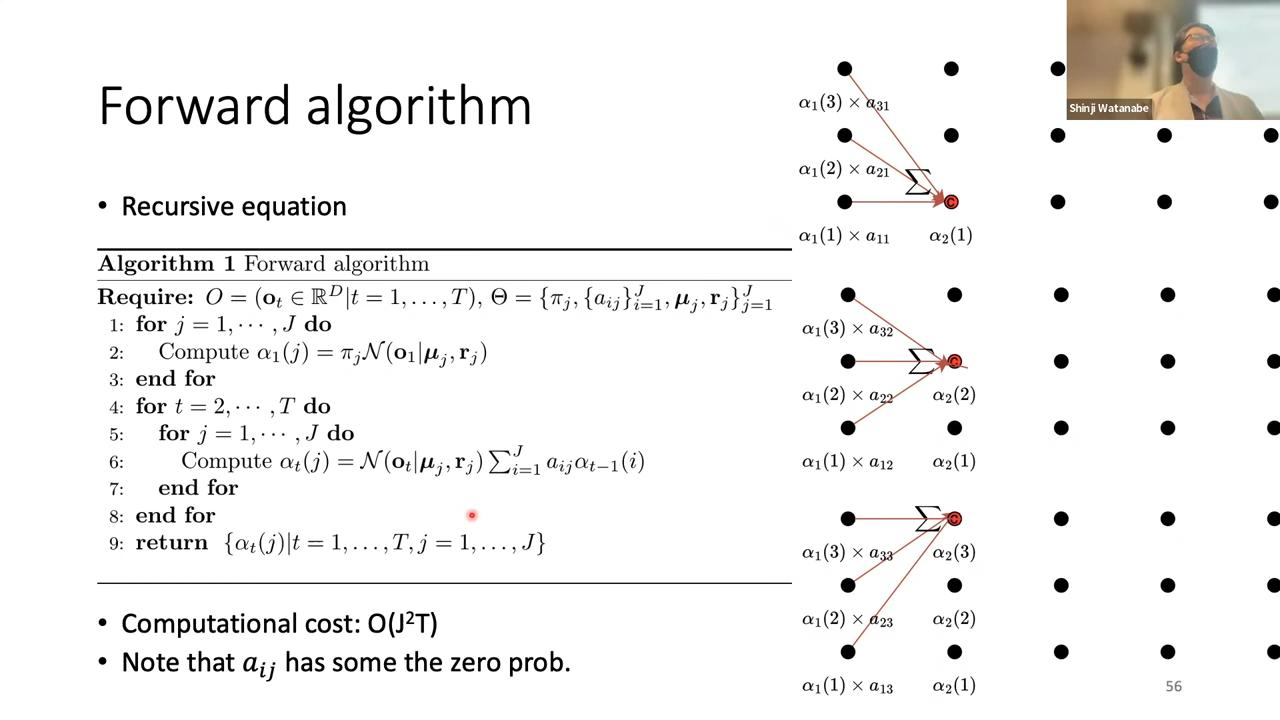 Forward algorithm
• Recursive equation
Algorithm 1 Forward algorithm
Require: O = (o_t ∈ ℝ^D|t = 1, . . . , T), Θ = {π_j, {a_ij}_{i=1}^J, μ_j, r_j}_{j=1}^J
1: for j = 1, ⋯ , J do
2: Compute α_1(j) = π_j 𝒩(o_1|μ_j, r_j)
3: end for
4: for t = 2, ⋯ , T do
5: for j = 1, ⋯ , J do
6: Compute α_t(j) = 𝒩(o_t|μ_j, r_j) ∑_{i=1}^J a_ij α_{t−1}(i)
7: end for
8: end for
9: return {α_t(j)|t = 1, . . . , T, j = 1, . . . , J}
• Computational cost: O(J²T)
• Note that a_ij has some the zero prob.
Shinji Watanabe
α_1(3) × a_31
α_1(2) × a_21
∑
C
α_1(1) × a_11
α_2(1)
α_1(3) × a_32
∑
C
α_1(2) × a_22
α_2(2)
α_1(1) × a_12
α_2(1)
∑
C
α_1(3) × a_33
α_2(3)
α_1(2) × a_23
α_2(2)
α_1(1) × a_13
α_2(1)
56